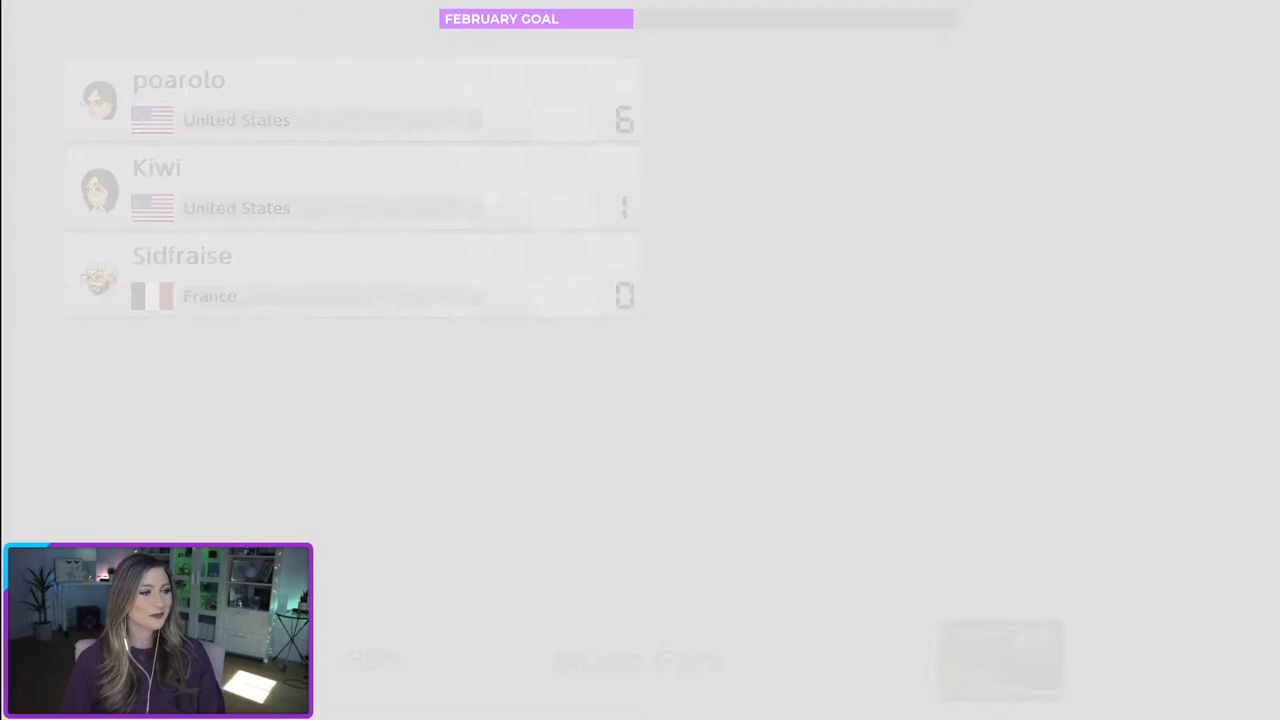 FEBRUARY GOAL
poarolo
United States
6
Kiwi
United States
1
Sidfraise
France
0